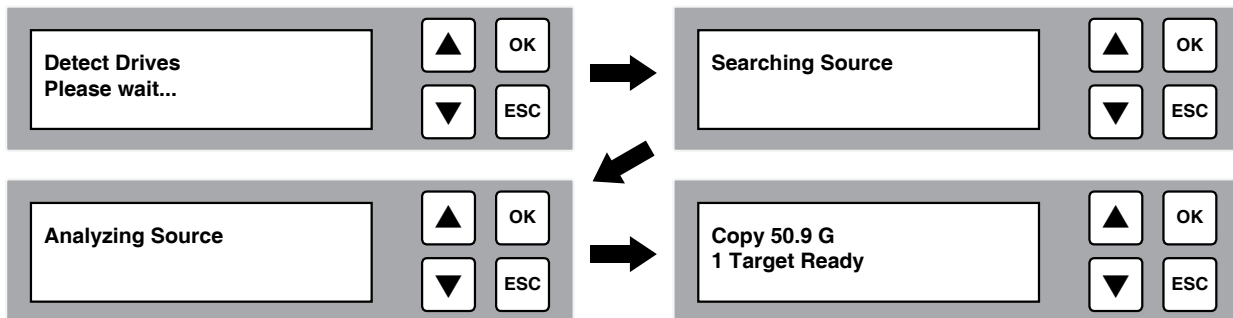 Detect Drives
Please wait...
OK
ESC
Searching Source
OK
ESC
Analyzing Source
OK
ESC
Copy 50.9 G
1 Target Ready
OK
ESC